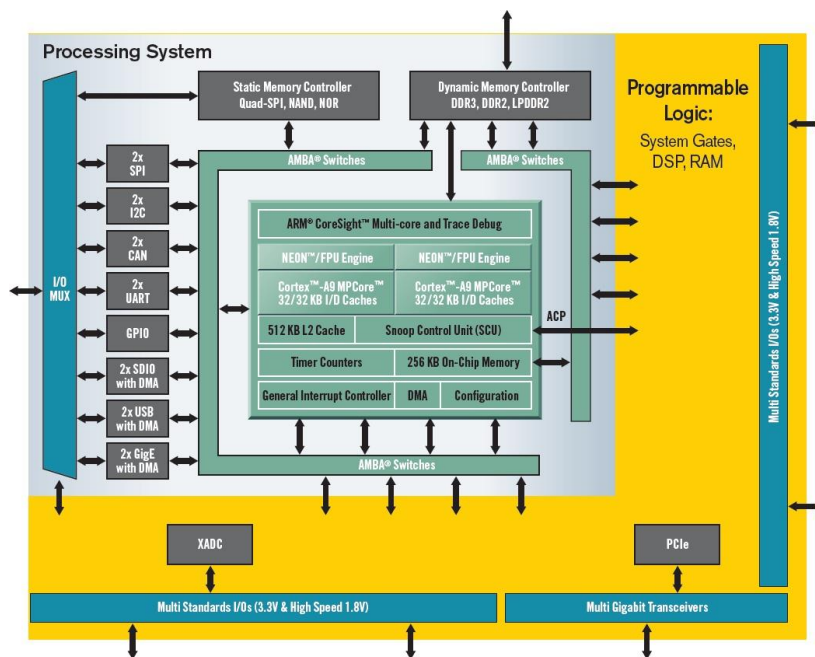 Processing System
Static Memory Controller
Quad-SPI, NAND, NOR
Dynamic Memory Controller
DDR3, DDR2, LPDDR2
Programmable
Logic:
System Gates,
DSP, RAM
2x
SPI
2x
I2C
2x
CAN
2x
UART
GPIO
2x SDIO
with DMA
2x USB
with DMA
2x GigE
with DMA
I/O
MUX
AMBA® Switches
AMBA® Switches
ARM® CoreSight™ Multi-core and Trace Debug
NEON™/FPU Engine
NEON™/FPU Engine
Cortex™-A9 MPCore™
32/32 KB I/D Caches
Cortex™-A9 MPCore™
32/32 KB I/D Caches
512 KB L2 Cache
Snoop Control Unit (SCU)
Timer Counters
256 KB On-Chip Memory
General Interrupt Controller
DMA
Configuration
ACP
AMBA® Switches
Multi Standards I/Os (3.3V & High Speed 1.8V)
XADC
PCIe
Multi Standards I/Os (3.3V & High Speed 1.8V)
Multi Gigabit Transceivers